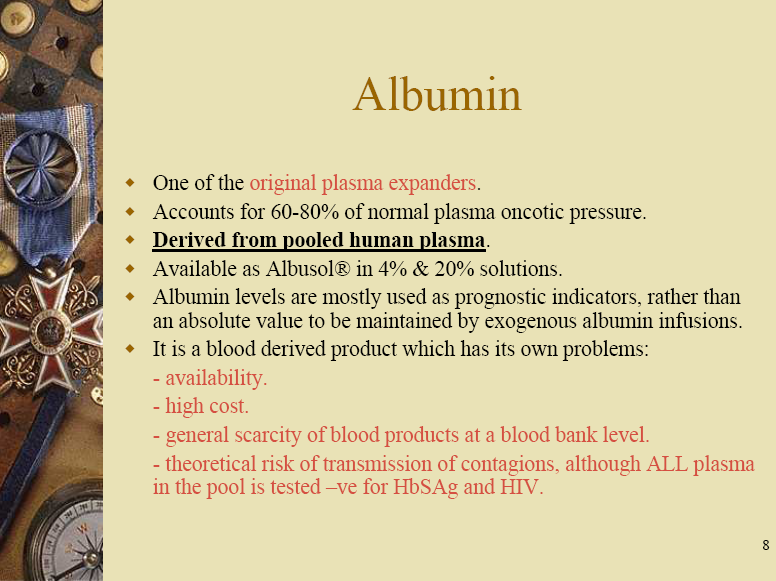 Albumin
One of the original plasma expanders.
Accounts for 60-80% of normal plasma oncotic pressure.
Derived from pooled human plasma.
Available as Albusol® in 4% & 20% solutions.
Albumin levels are mostly used as prognostic indicators, rather than
an absolute value to be maintained by exogenous albumin infusions.
It is a blood derived product which has its own problems:
- availability.
- high cost.
- general scarcity of blood products at a blood bank level.
- theoretical risk of transmission of contagions, although ALL plasma
in the pool is tested –ve for HbSAg and HIV.
8